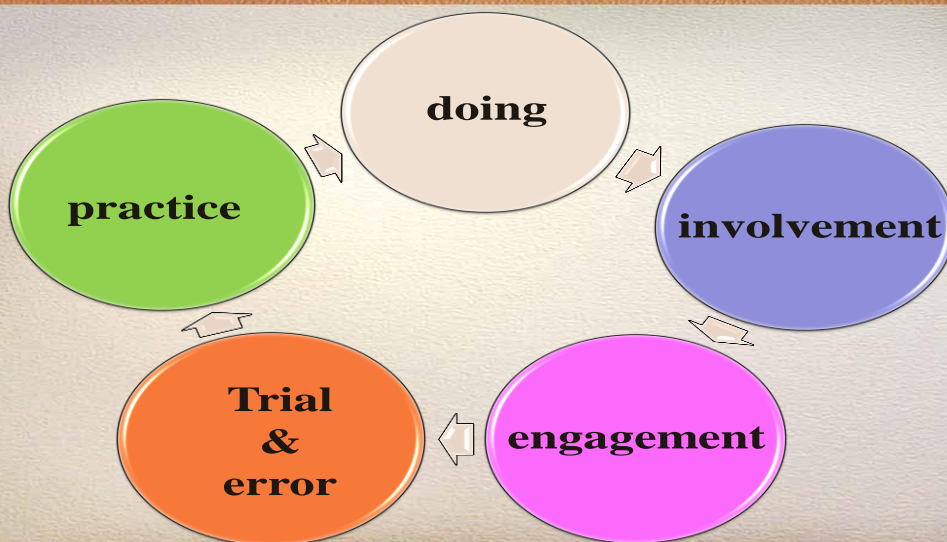 doing
involvement
engagement
Trial
&
error
practice